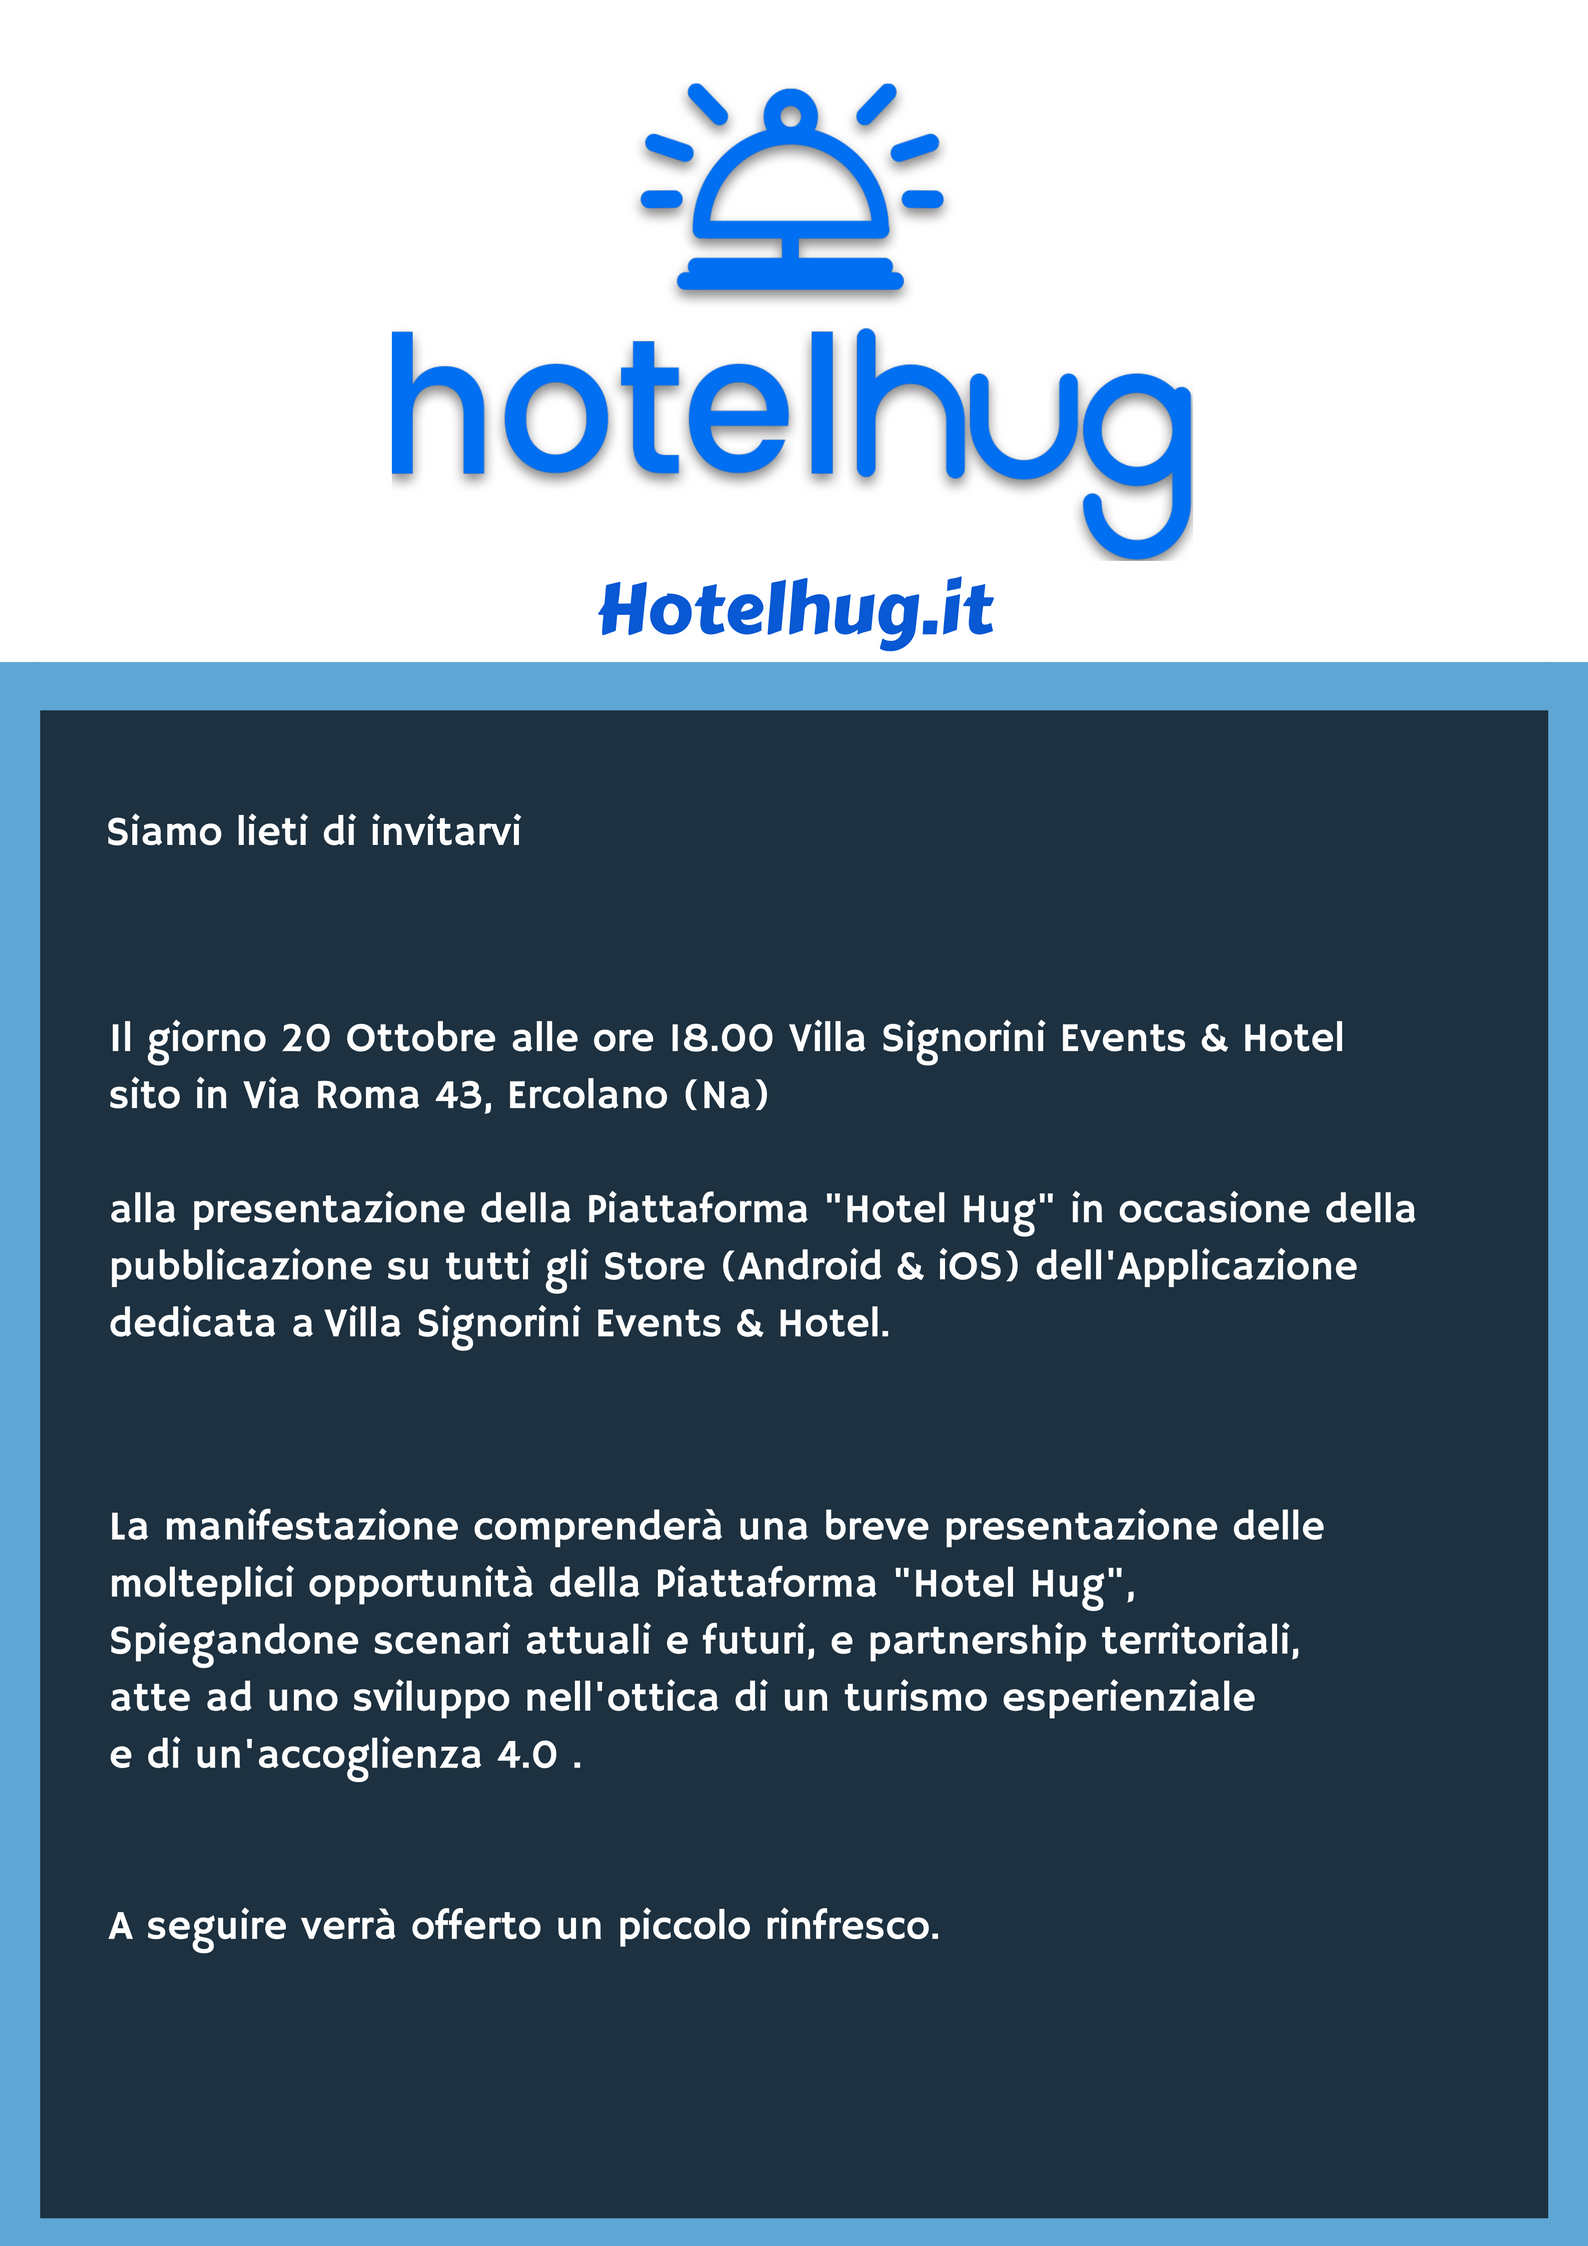 hotelhug
Hotelhug.it
Siamo lieti di invitarvi
Il giorno 20 Ottobre alle ore 18.00 Villa Signorini Events & Hotel
sito in Via Roma 43, Ercolano (Na)
alla presentazione della Piattaforma "Hotel Hug" in occasione della
pubblicazione su tutti gli Store (Android & iOS) dell'Applicazione
dedicata a Villa Signorini Events & Hotel.
La manifestazione comprenderà una breve presentazione delle
molteplici opportunità della Piattaforma "Hotel Hug",
Spiegandone scenari attuali e futuri, e partnership territoriali,
atte ad uno sviluppo nell'ottica di un turismo esperienziale
e di un'accoglienza 4.0 .
A seguire verrà offerto un piccolo rinfresco.